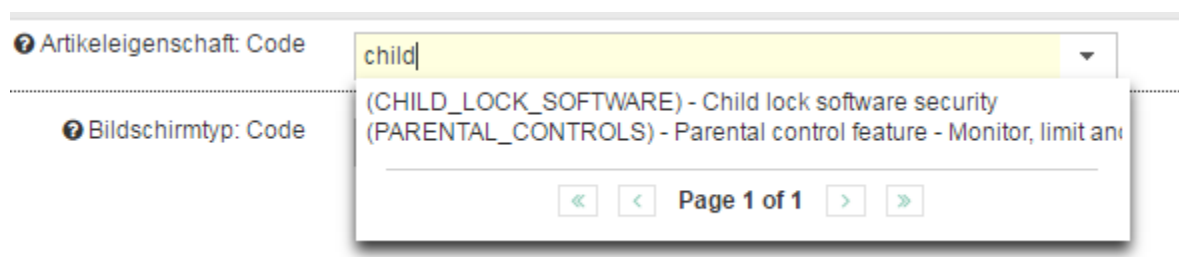 Artikeleigenschaft: Code
child
(CHILD_LOCK_SOFTWARE) - Child lock software security
Bildschirmtyp: Code
(PARENTAL_CONTROLS) - Parental control feature - Monitor, limit and
« < Page 1 of 1 > »